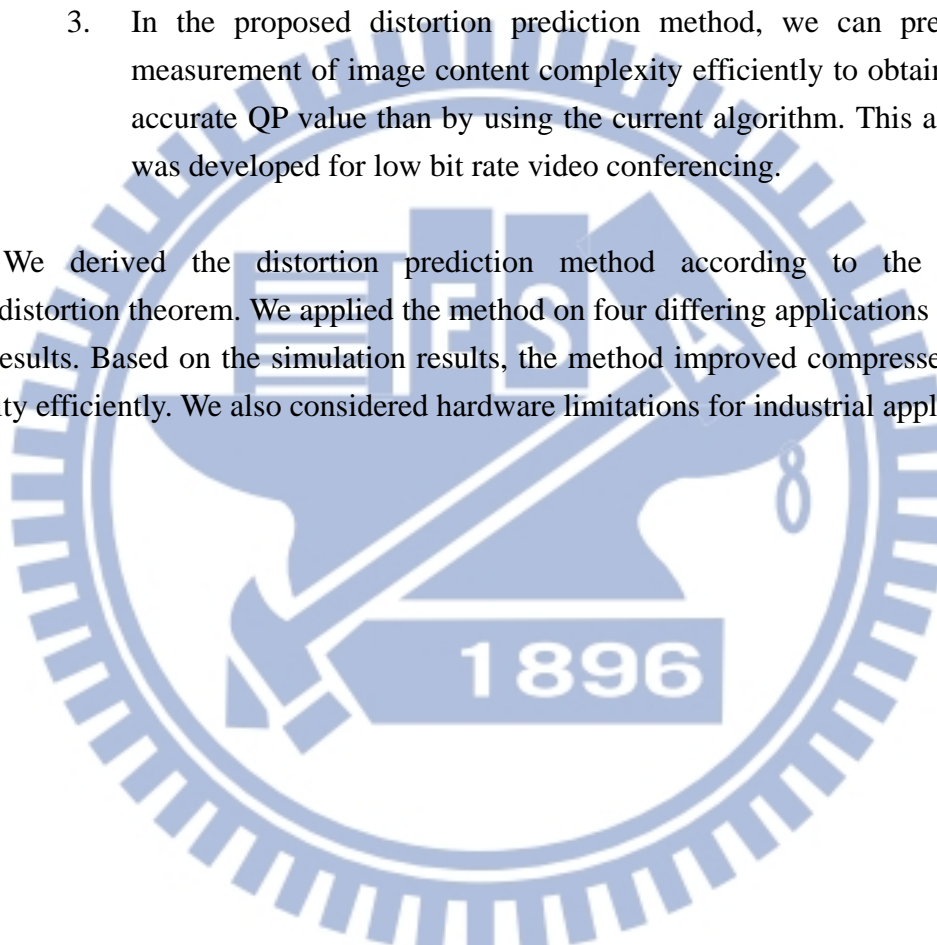 3. In the proposed distortion prediction method, we can pre
measurement of image content complexity efficiently to obtain
accurate QP value than by using the current algorithm. This a
was developed for low bit rate video conferencing.
We derived the distortion prediction method according to the
distortion theorem. We applied the method on four differing applications
esults. Based on the simulation results, the method improved compresse
ity efficiently. We also considered hardware limitations for industrial appl
E S A
8
1896